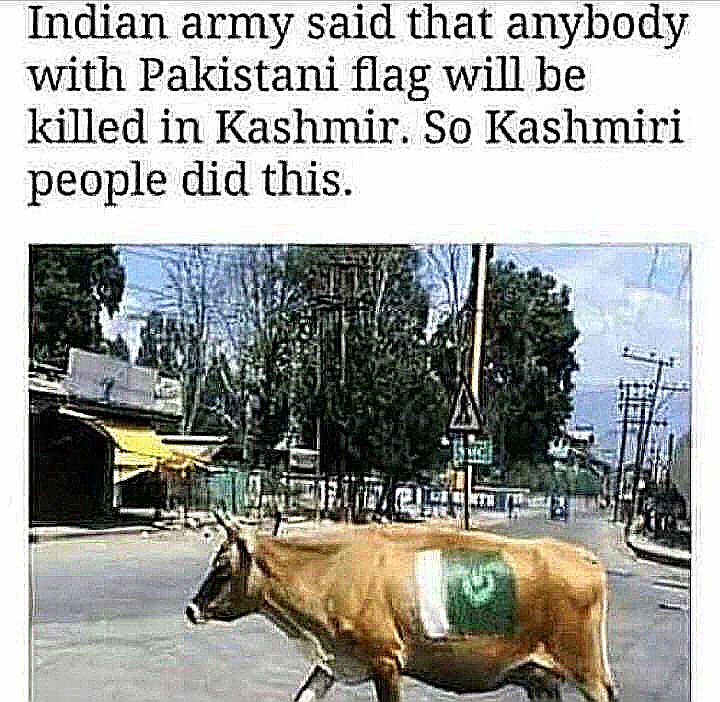 Indian army said that anybody
with Pakistani flag will be
killed in Kashmir. So Kashmiri
people did this.